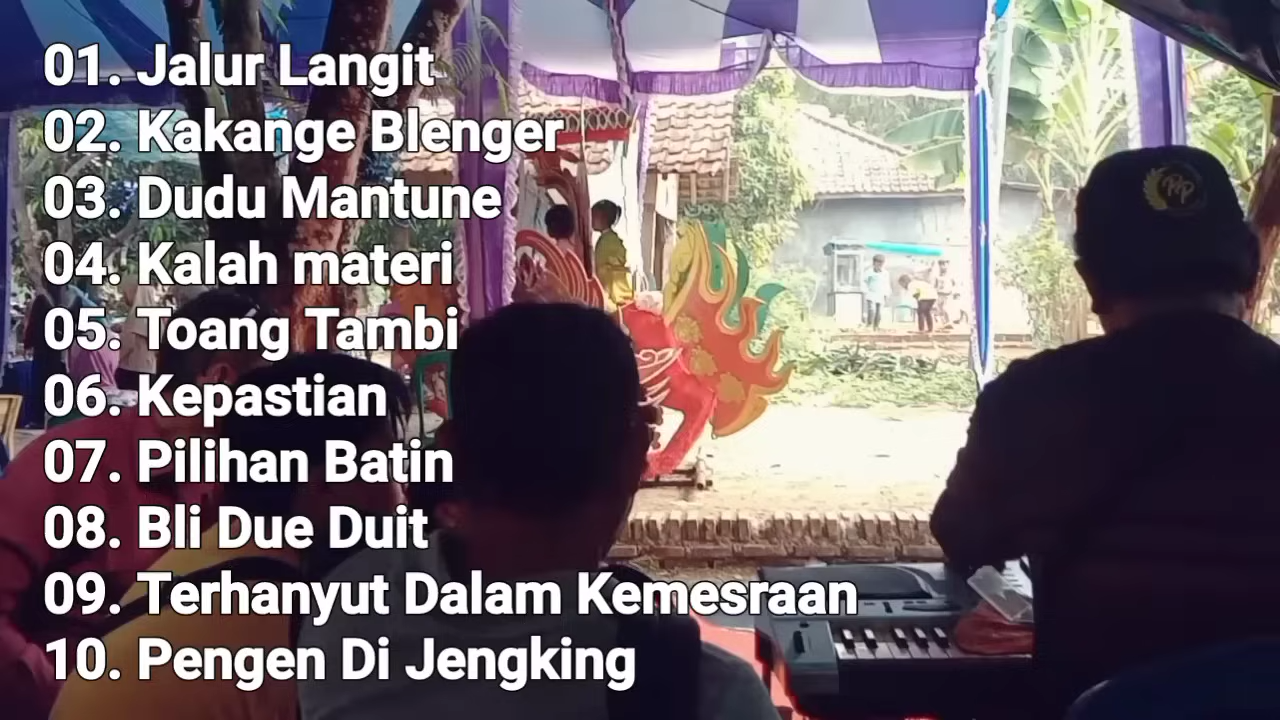 01. Jalur Langit
02. Kakange Blenger
03. Dudu Mantune
04. Kalah materi
05. Toang Tambi
06. Kepastian
07. Pilihan Batin
08. Bli Due Duit
09. Terhanyut Dalam Kemesraan
10. Pengen Di Jengking